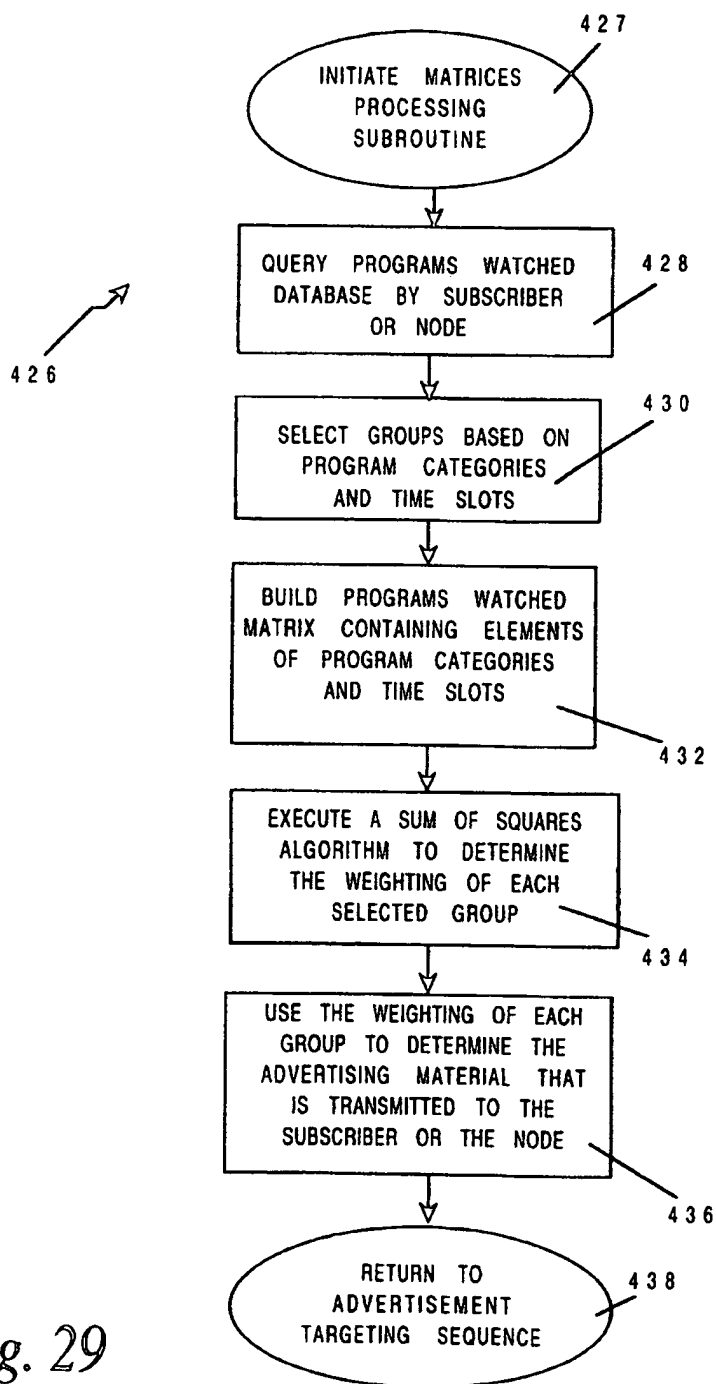 427
INITIATE MATRICES
PROCESSING
SUBROUTINE
QUERY PROGRAMS WATCHED
DATABASE BY SUBSCRIBER
OR NODE
428
426
SELECT GROUPS BASED ON
PROGRAM CATEGORIES
AND TIME SLOTS
430
BUILD PROGRAMS WATCHED
MATRIX CONTAINING ELEMENTS
OF PROGRAM CATEGORIES
AND TIME SLOTS
432
EXECUTE A SUM OF SQUARES
ALGORITHM TO DETERMINE
THE WEIGHTING OF EACH
SELECTED GROUP
434
USE THE WEIGHTING OF EACH
GROUP TO DETERMINE THE
ADVERTISING MATERIAL THAT
IS TRANSMITTED TO THE
SUBSCRIBER OR THE NODE
436
RETURN TO
ADVERTISEMENT
TARGETING SEQUENCE
438
g. 29